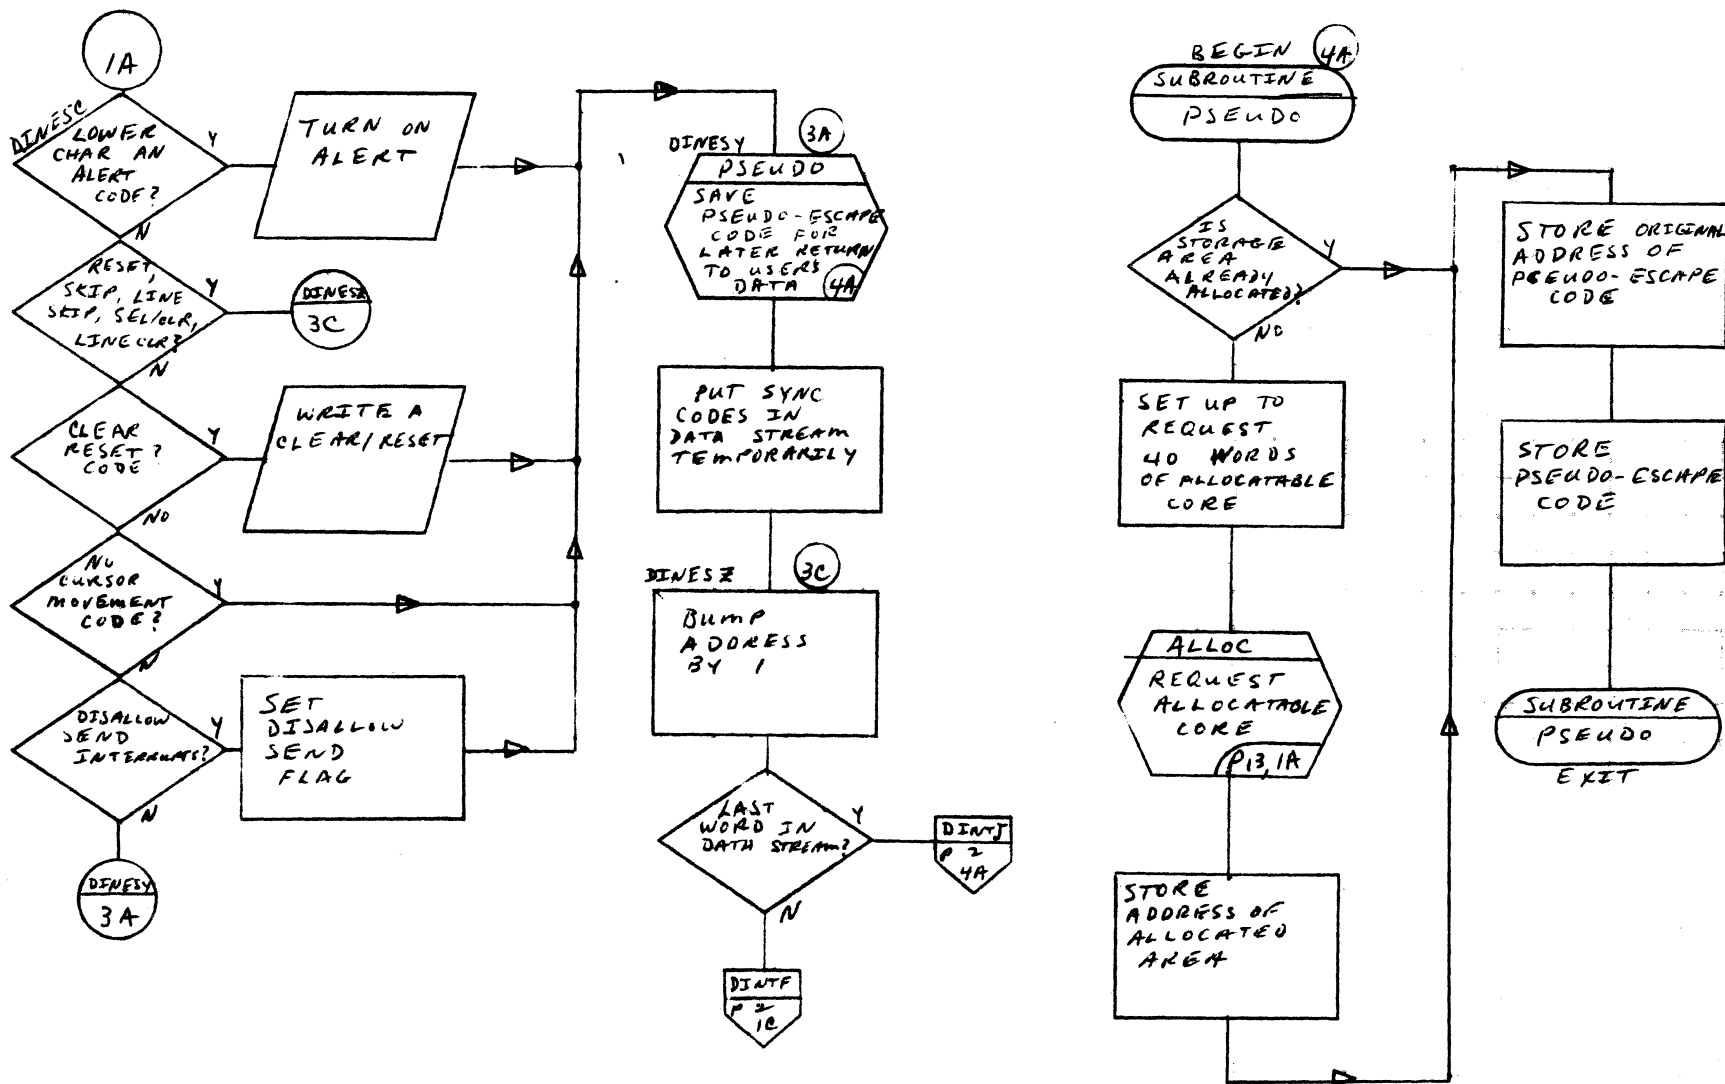 1A
DINESC
LOWER
CHAR AN
ALERT
CODE?
Y
N
TURN ON
ALERT
RESET,
SKIP, LINE
SKIP, SEL/CLR,
LINE CLR?
Y
N
DINESZ
3C
CLEAR
RESET?
CODE
Y
NO
WRITE A
CLEAR/RESET
NO
CURSOR
MOVEMENT
CODE?
Y
N
DISALLOW
SEND
INTERRUPTS?
Y
N
SET
DISALLOW
SEND
FLAG
DINESY
3A
3A
DINESY
PSEUDO
SAVE
PSEUDO-ESCAPE
CODE FOR
LATER RETURN
TO USERS
DATA
4A
PUT SYNC
CODES IN
DATA STREAM
TEMPORARILY
DINESZ
3C
BUMP
ADDRESS
BY 1
LAST
WORD IN
DATA STREAM?
Y
N
DINTJ
P 2
4A
DINTF
P 2
1C
BEGIN
4A
SUBROUTINE
PSEUDO
IS
STORAGE
AREA
ALREADY
ALLOCATED?
Y
NO
SET UP TO
REQUEST
40 WORDS
OF ALLOCATABLE
CORE
ALLOC
REQUEST
ALLOCATABLE
CORE
P13, 1A
STORE
ADDRESS OF
ALLOCATED
AREA
STORE ORIGINAL
ADDRESS OF
PSEUDO-ESCAPE
CODE
STORE
PSEUDO-ESCAPE
CODE
SUBROUTINE
PSEUDO
EXIT